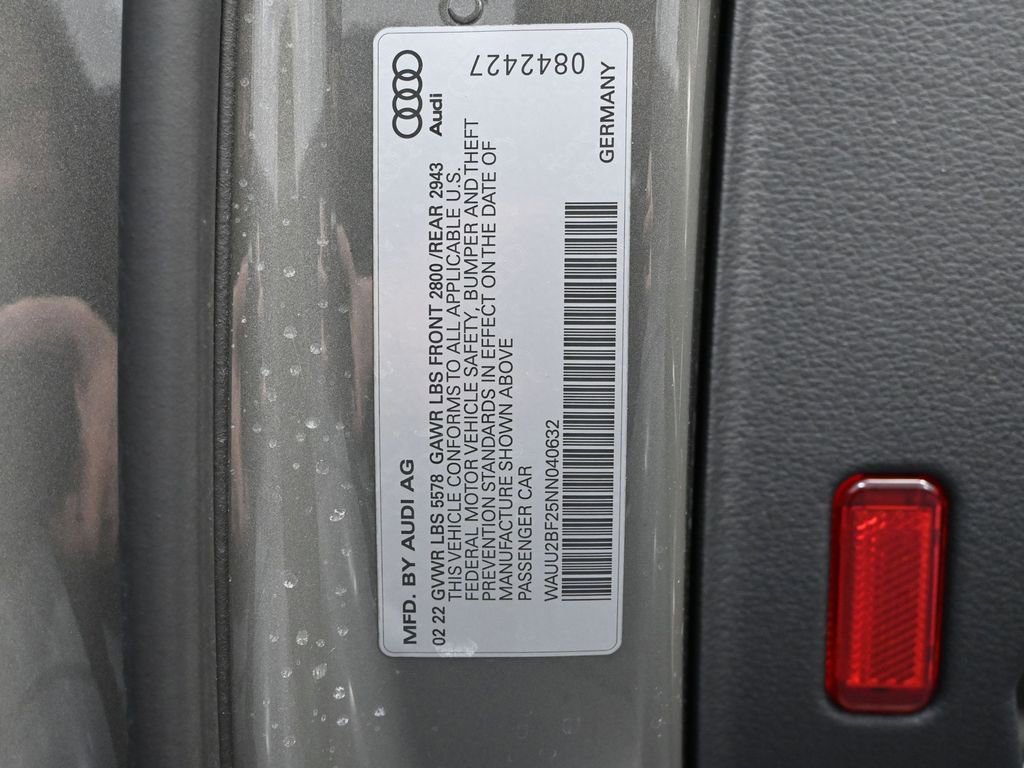 MFD. BY AUDI AG
Audi
02 22 GVWR LBS 5578 GAWR LBS FRONT 2800/REAR 2943
THIS VEHICLE CONFORMS TO ALL APPLICABLE U.S.
FEDERAL MOTOR VEHICLE SAFETY, BUMPER AND THEFT
PREVENTION STANDARDS IN EFFECT ON THE DATE OF
MANUFACTURE SHOWN ABOVE
PASSENGER CAR
WAUU2BF25NN040632
GERMANY
0842427